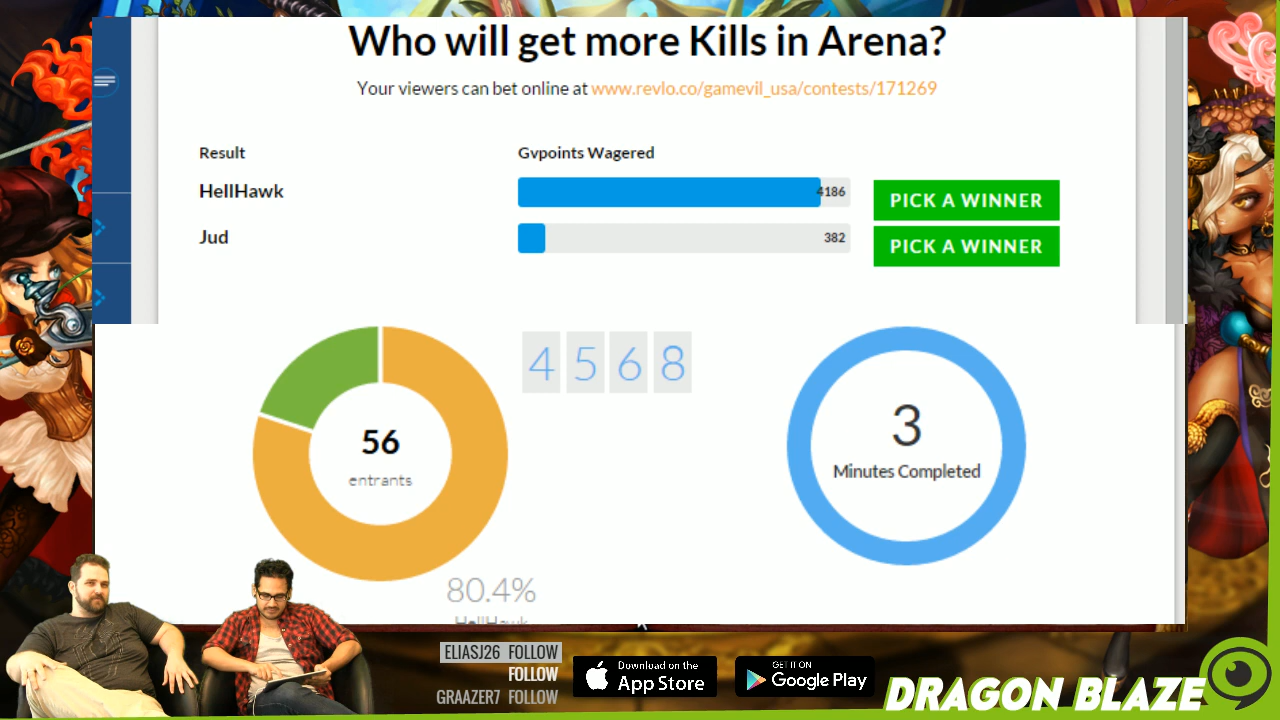 Who will get more Kills in Arena?
Your viewers can bet online at www.revlo.co/gamevil_usa/contests/171269
Result Gvpoints Wagered
HellHawk 4186 PICK A WINNER
Jud 382 PICK A WINNER
4568
56
entrants
3
Minutes Completed
80.4%
HellHawk
ELIASJ26 FOLLOW
FOLLOW
GRAAZER7 FOLLOW
Download on the
App Store
GET IT ON
Google Play
DRAGON BLAZE